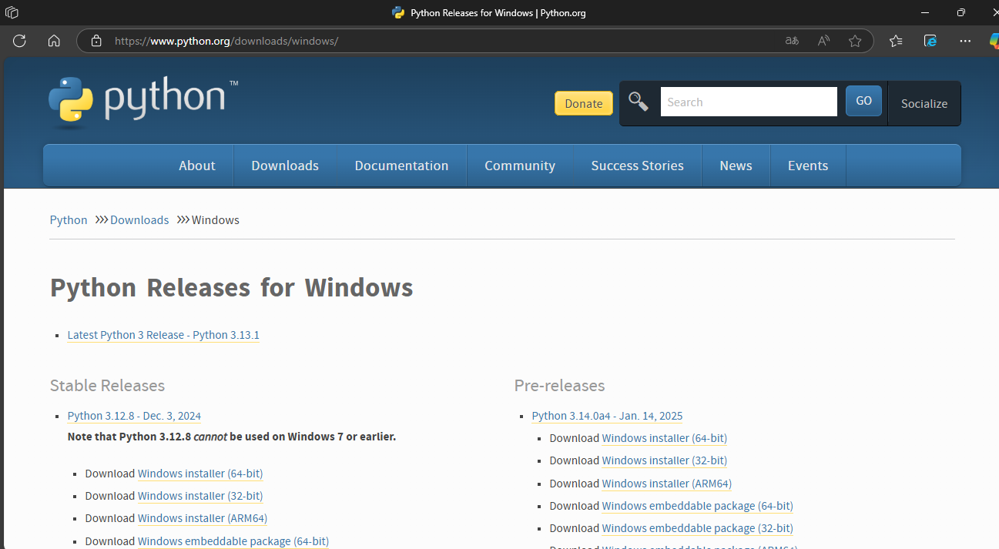 Python Releases for Windows | Python.org
https://www.python.org/downloads/windows/
python™
Donate
Search
GO
Socialize
About Downloads Documentation Community Success Stories News Events
Python >>> Downloads >>> Windows
Python Releases for Windows
Latest Python 3 Release - Python 3.13.1
Stable Releases
Python 3.12.8 - Dec. 3, 2024
Note that Python 3.12.8 cannot be used on Windows 7 or earlier.
Download Windows installer (64-bit)
Download Windows installer (32-bit)
Download Windows installer (ARM64)
Download Windows embeddable package (64-bit)
Pre-releases
Python 3.14.0a4 - Jan. 14, 2025
Download Windows installer (64-bit)
Download Windows installer (32-bit)
Download Windows installer (ARM64)
Download Windows embeddable package (64-bit)
Download Windows embeddable package (32-bit)
Download Windows embeddable package (ARM64)